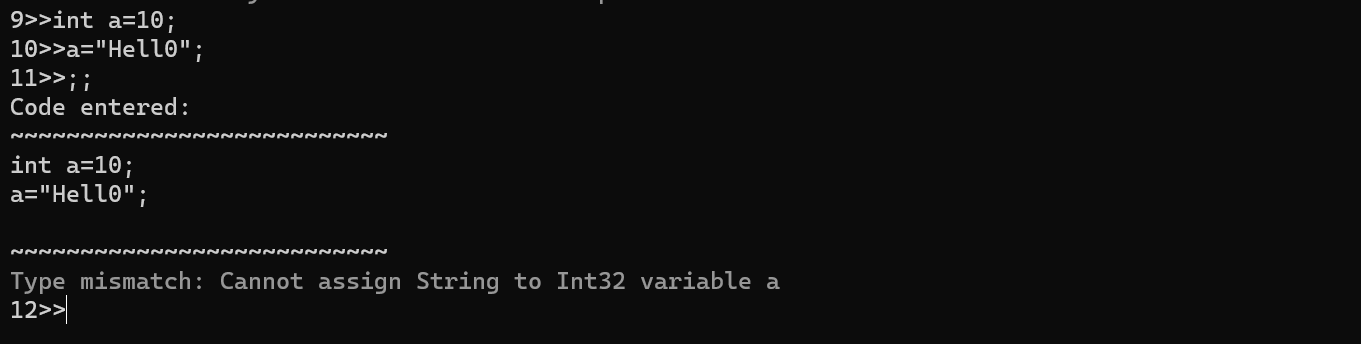 9>>int a=10;
10>>a="Hell0";
11>>;;
Code entered:
~~~~~~~~~~~~~~~~~~~~~~~~~~~
int a=10;
a="Hell0";
~~~~~~~~~~~~~~~~~~~~~~~~~~~
Type mismatch: Cannot assign String to Int32 variable a
12>>